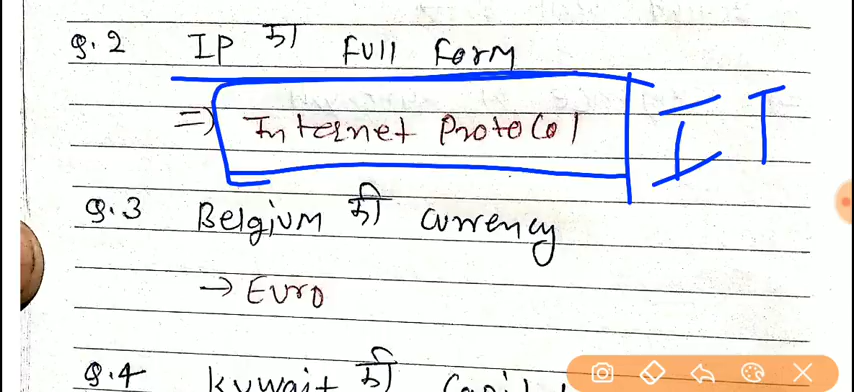 Q.2 IP का Full Form
=) Internet Protocol IT
Q.3 Belgium की currency
→ Euro
Q.4 Kuwait की